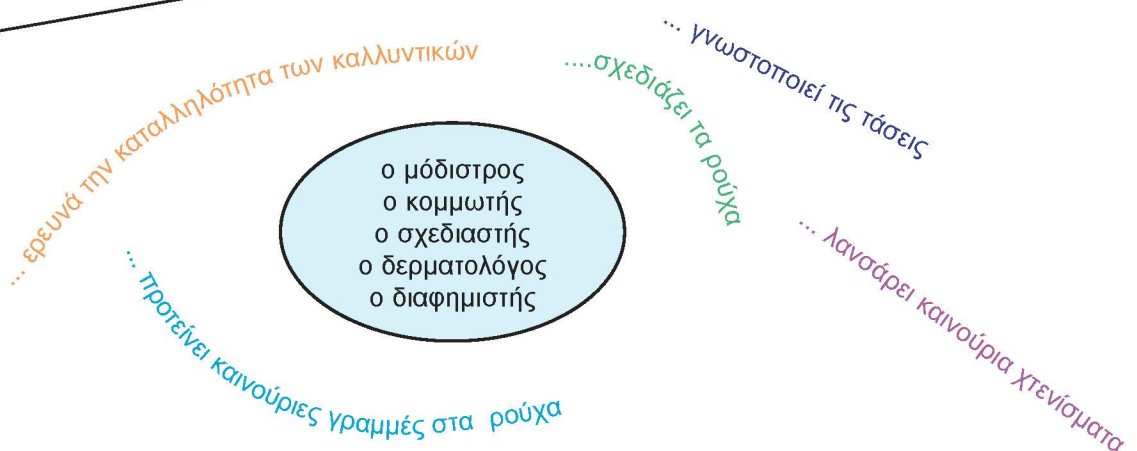 ... ερευνά την καταλληλότητα των καλλυντικών
....σχεδιάζει τα ρούχα
... γνωστοποιεί τις τάσεις
ο μόδιστρος
ο κομμωτής
ο σχεδιαστής
ο δερματολόγος
ο διαφημιστής
... λανσάρει καινούρια χτενίσματα
... προτείνει καινούριες γραμμές στα ρούχα